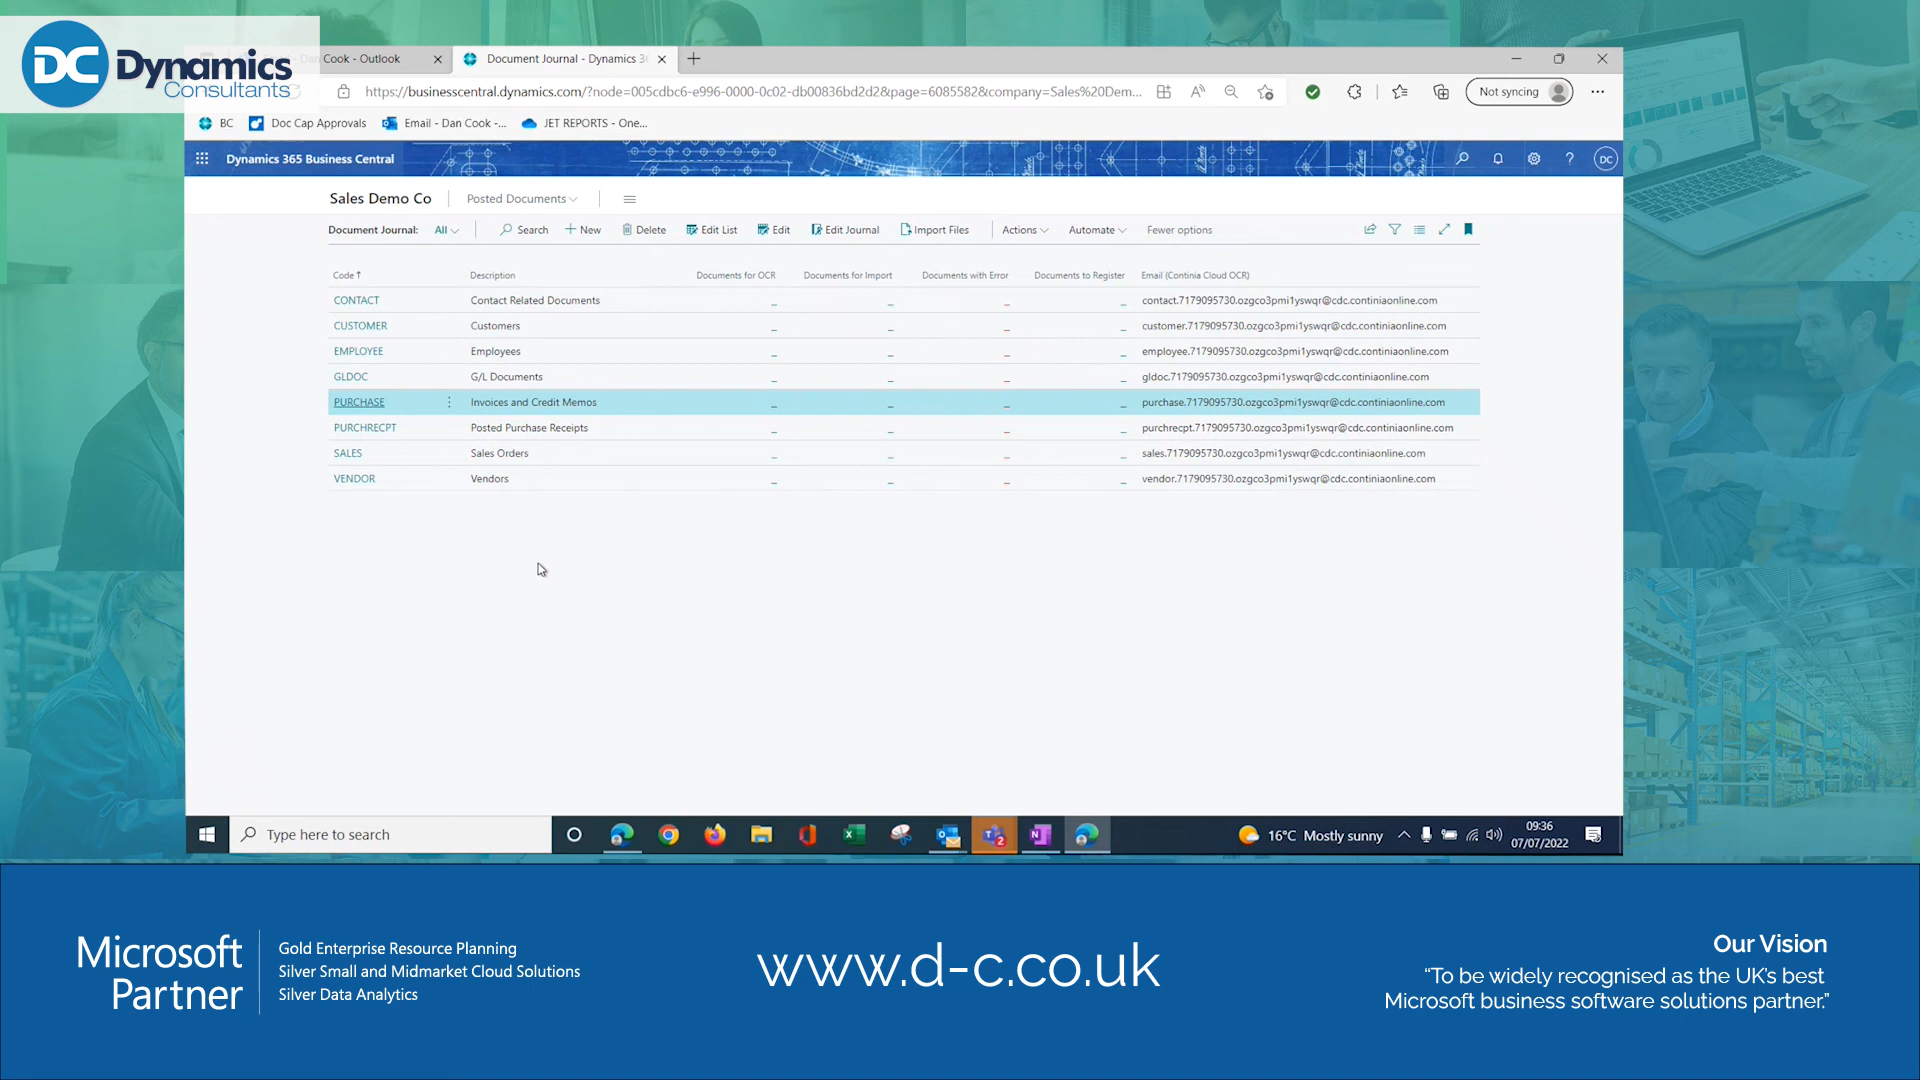 DC Dynamics
Consultants
Dan Cook - Outlook
Document Journal - Dynamics 3
https://businesscentral.dynamics.com/?node=005cdbc6-e996-0000-0c02-db00836bd2d2&page=6085582&company=Sales%20Dem...
Not syncing
BC
Doc Cap Approvals
Email - Dan Cook -...
JET REPORTS - One...
Dynamics 365 Business Central
DC
Sales Demo Co
Posted Documents
Document Journal: All Search New Delete Edit List Edit Edit Journal Import Files Actions Automate Fewer options
Code ↑ Description Documents for OCR Documents for Import Documents with Error Documents to Register Email (Continia Cloud OCR)
CONTACT Contact Related Documents _ _ _ _ contact.7179095730.ozgco3pmi1yswqr@cdc.continiaonline.com
CUSTOMER Customers _ _ _ _ customer.7179095730.ozgco3pmi1yswqr@cdc.continiaonline.com
EMPLOYEE Employees _ _ _ _ employee.7179095730.ozgco3pmi1yswqr@cdc.continiaonline.com
GLDOC G/L Documents _ _ _ _ gldoc.7179095730.ozgco3pmi1yswqr@cdc.continiaonline.com
PURCHASE Invoices and Credit Memos _ _ _ _ purchase.7179095730.ozgco3pmi1yswqr@cdc.continiaonline.com
PURCHRECPT Posted Purchase Receipts _ _ _ _ purchrecpt.7179095730.ozgco3pmi1yswqr@cdc.continiaonline.com
SALES Sales Orders _ _ _ _ sales.7179095730.ozgco3pmi1yswqr@cdc.continiaonline.com
VENDOR Vendors _ _ _ _ vendor.7179095730.ozgco3pmi1yswqr@cdc.continiaonline.com
Type here to search
16°C Mostly sunny
09:36
07/07/2022
Microsoft
Partner
Gold Enterprise Resource Planning
Silver Small and Midmarket Cloud Solutions
Silver Data Analytics
www.d-c.co.uk
Our Vision
“To be widely recognised as the UK's best
Microsoft business software solutions partner.”